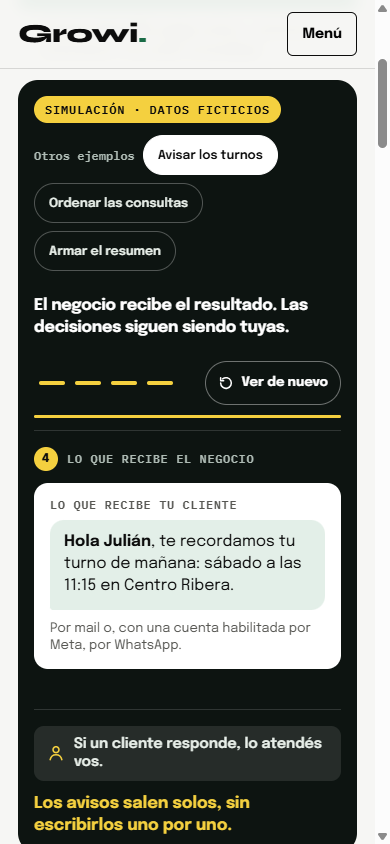 Growi.
Menú
SIMULACIÓN · DATOS FICTICIOS
Otros ejemplos
Avisar los turnos
Ordenar las consultas
Armar el resumen
El negocio recibe el resultado. Las
decisiones siguen siendo tuyas.
Ver de nuevo
4 LO QUE RECIBE EL NEGOCIO
LO QUE RECIBE TU CLIENTE
Hola Julián, te recordamos tu
turno de mañana: sábado a las
11:15 en Centro Ribera.
Por mail o, con una cuenta habilitada por
Meta, por WhatsApp.
Si un cliente responde, lo atendés
vos.
Los avisos salen solos, sin
escribirlos uno por uno.